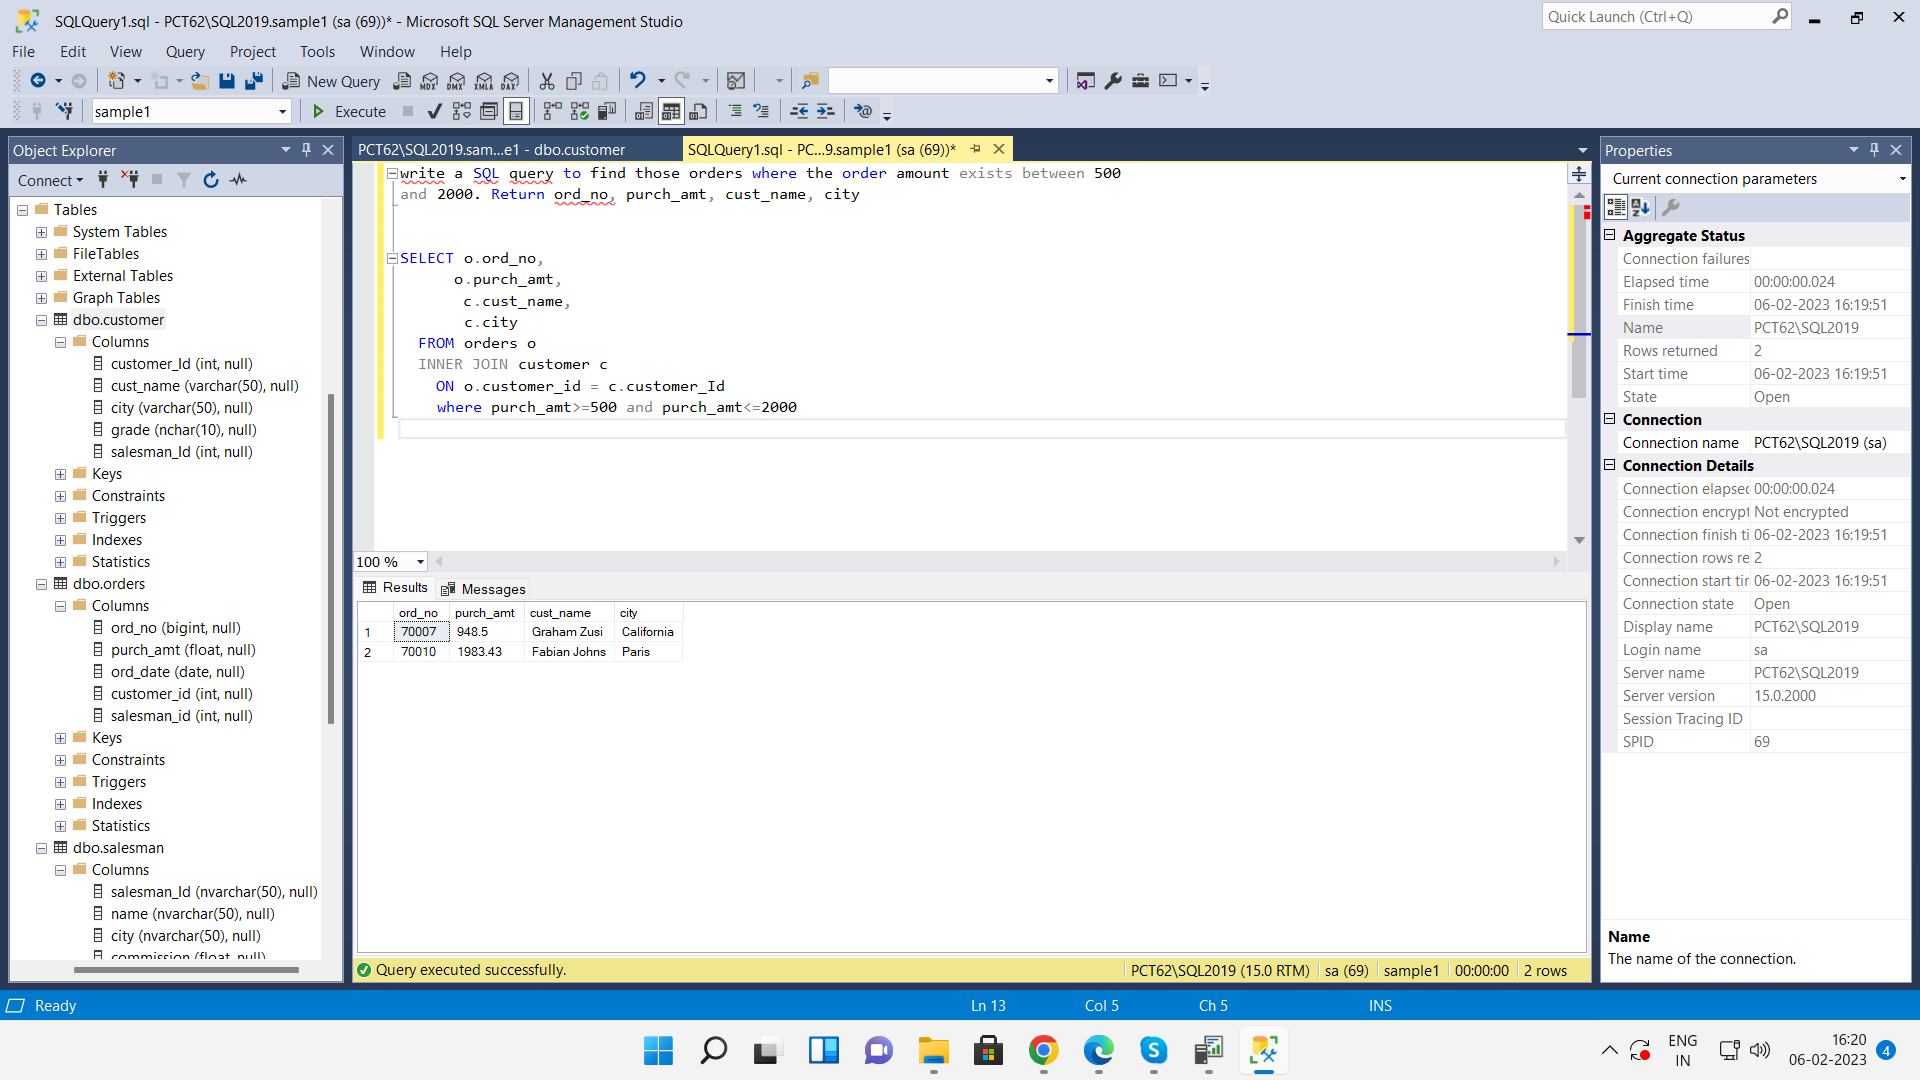 SQLQuery1.sql - PCT62\SQL2019.sample1 (sa (69))* - Microsoft SQL Server Management Studio
Quick Launch (Ctrl+Q)
File Edit View Query Project Tools Window Help
New Query MDX DMX XMLA DAX
sample1 Execute
Object Explorer
Connect
Tables
System Tables
FileTables
External Tables
Graph Tables
dbo.customer
Columns
customer_Id (int, null)
cust_name (varchar(50), null)
city (varchar(50), null)
grade (nchar(10), null)
salesman_Id (int, null)
Keys
Constraints
Triggers
Indexes
Statistics
dbo.orders
Columns
ord_no (bigint, null)
purch_amt (float, null)
ord_date (date, null)
customer_id (int, null)
salesman_id (int, null)
Keys
Constraints
Triggers
Indexes
Statistics
dbo.salesman
Columns
salesman_Id (nvarchar(50), null)
name (nvarchar(50), null)
city (nvarchar(50), null)
commission (float, null)
PCT62\SQL2019.sam...e1 - dbo.customer
SQLQuery1.sql - PC...9.sample1 (sa (69))*
write a SQL query to find those orders where the order amount exists between 500
and 2000. Return ord_no, purch_amt, cust_name, city
SELECT o.ord_no,
o.purch_amt,
c.cust_name,
c.city
FROM orders o
INNER JOIN customer c
ON o.customer_id = c.customer_Id
where purch_amt>=500 and purch_amt<=2000
100 %
Results Messages
ord_no purch_amt cust_name city
1 70007 948.5 Graham Zusi California
2 70010 1983.43 Fabian Johns Paris
Query executed successfully.
PCT62\SQL2019 (15.0 RTM) sa (69) sample1 00:00:00 2 rows
Properties
Current connection parameters
Aggregate Status
Connection failures
Elapsed time 00:00:00.024
Finish time 06-02-2023 16:19:51
Name PCT62\SQL2019
Rows returned 2
Start time 06-02-2023 16:19:51
State Open
Connection
Connection name PCT62\SQL2019 (sa)
Connection Details
Connection elapsec 00:00:00.024
Connection encrypt Not encrypted
Connection finish ti 06-02-2023 16:19:51
Connection rows re 2
Connection start tir 06-02-2023 16:19:51
Connection state Open
Display name PCT62\SQL2019
Login name sa
Server name PCT62\SQL2019
Server version 15.0.2000
Session Tracing ID
SPID 69
Name
The name of the connection.
Ready Ln 13 Col 5 Ch 5 INS
ENG
IN
16:20
06-02-2023
4